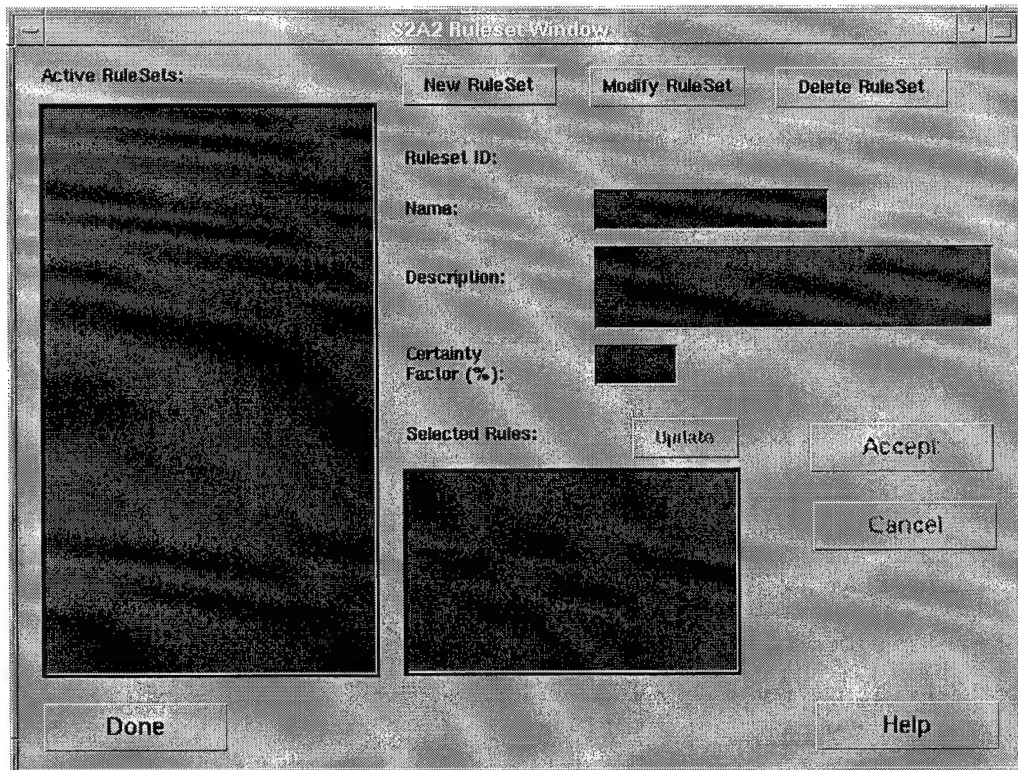 S2A2 Ruleset Window
Active RuleSets:
New RuleSet
Modify RuleSet
Delete RuleSet
Ruleset ID:
Name:
Description:
Certainty
Factor (%):
Selected Rules:
Update
Accept
Cancel
Done
Help